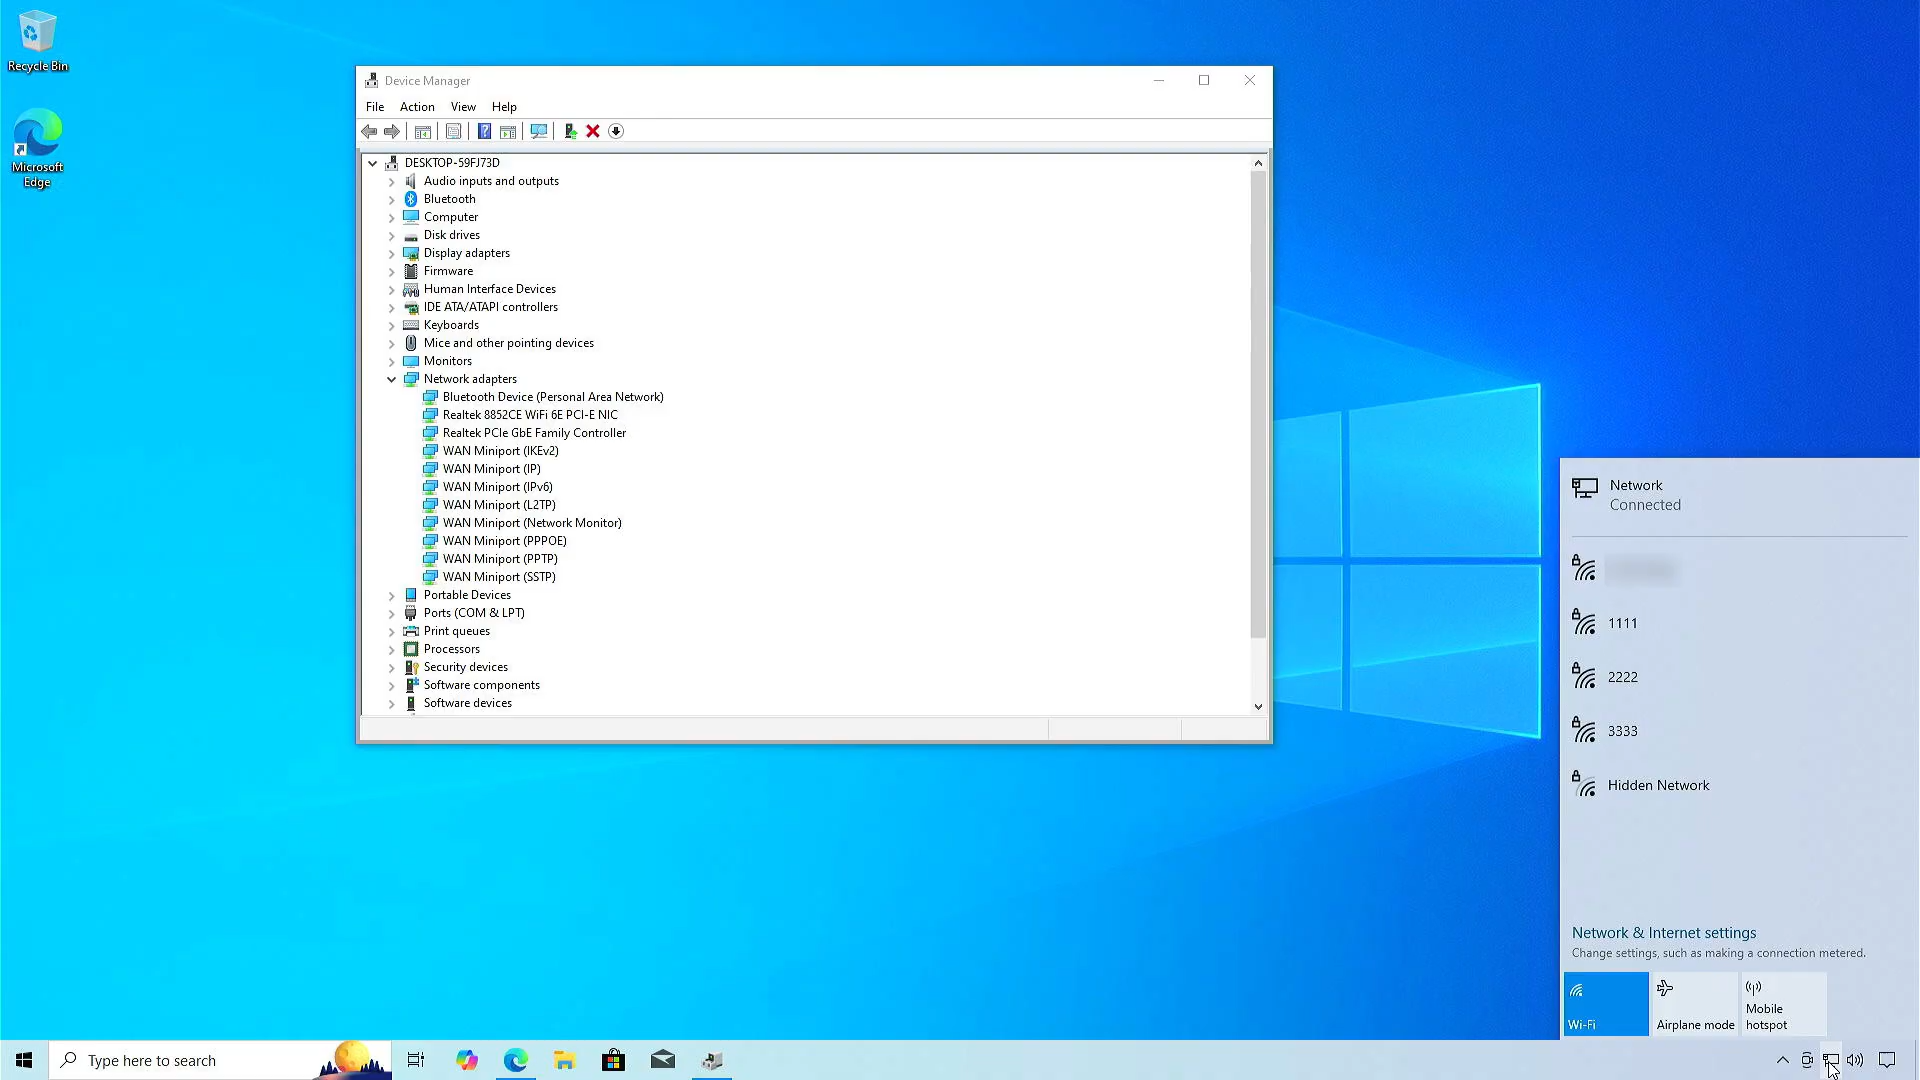 Recycle Bin
Microsoft
Edge
Device Manager
File Action View Help
DESKTOP-59FJ73D
Audio inputs and outputs
Bluetooth
Computer
Disk drives
Display adapters
Firmware
Human Interface Devices
IDE ATA/ATAPI controllers
Keyboards
Mice and other pointing devices
Monitors
Network adapters
Bluetooth Device (Personal Area Network)
Realtek 8852CE WiFi 6E PCI-E NIC
Realtek PCIe GbE Family Controller
WAN Miniport (IKEv2)
WAN Miniport (IP)
WAN Miniport (IPv6)
WAN Miniport (L2TP)
WAN Miniport (Network Monitor)
WAN Miniport (PPPOE)
WAN Miniport (PPTP)
WAN Miniport (SSTP)
Portable Devices
Ports (COM & LPT)
Print queues
Processors
Security devices
Software components
Software devices
Network
Connected
1111
2222
3333
Hidden Network
Network & Internet settings
Change settings, such as making a connection metered.
Wi-Fi
Airplane mode
Mobile
hotspot
Type here to search